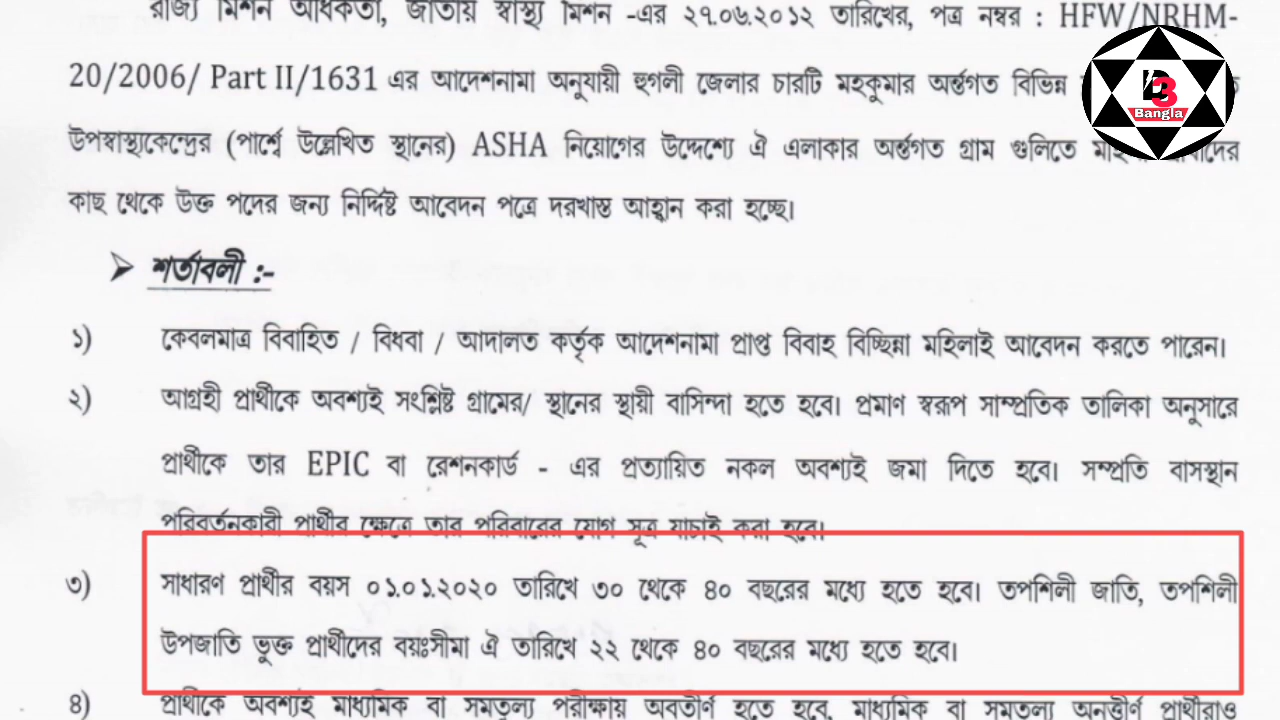 রাজ্য মিশন অধিকর্তা, জাতীয় স্বাস্থ্য মিশন -এর ২৭.০৬.২০১২ তারিখের, পত্র নম্বর : HFW/NRHM-
20/2006/ Part II/1631 এর আদেশনামা অনুযায়ী হুগলী জেলার চারটি মহকুমার অর্ন্তগত বিভিন্ন
উপস্বাস্থ্যকেন্দ্রের (পার্শ্বে উল্লেখিত স্থানের) ASHA নিয়োগের উদ্দেশ্যে ঐ এলাকার অর্ন্তগত গ্রাম গুলিতে
কাছ থেকে উক্ত পদের জন্য নির্দ্দিষ্ট আবেদন পত্রে দরখাস্ত আহ্বান করা হচ্ছে।
B3
Bangla
➤ শর্তাবলী :-
১) কেবলমাত্র বিবাহিত / বিধবা / আদালত কর্তৃক আদেশনামা প্রাপ্ত বিবাহ বিচ্ছিন্না মহিলাই আবেদন করতে পারেন।
২) আগ্রহী প্রার্থীকে অবশ্যই সংশ্লিষ্ট গ্রামের/ স্থানের স্থায়ী বাসিন্দা হতে হবে। প্রমাণ স্বরূপ সাম্প্রতিক তালিকা অনুসারে
প্রার্থীকে তার EPIC বা রেশনকার্ড - এর প্রত্যায়িত নকল অবশ্যই জমা দিতে হবে। সম্প্রতি বাসস্থান
পরিবর্তনকারী প্রার্থীর ক্ষেত্রে তার পরিবারের যোগ সূত্র যাচাই করা হবে।
৩) সাধারণ প্রার্থীর বয়স ০১.০১.২০২০ তারিখে ৩০ থেকে ৪০ বছরের মধ্যে হতে হবে। তপশিলী জাতি, তপশিলী
উপজাতি ভুক্ত প্রার্থীদের বয়ঃসীমা ঐ তারিখে ২২ থেকে ৪০ বছরের মধ্যে হতে হবে।
৪) প্রার্থীকে অবশ্যই মাধ্যমিক বা সমতুল্য পরীক্ষায় অবতীর্ণ হতে হবে, মাধ্যমিক বা সমতুল্য অনুত্তীর্ণ প্রার্থীরাও